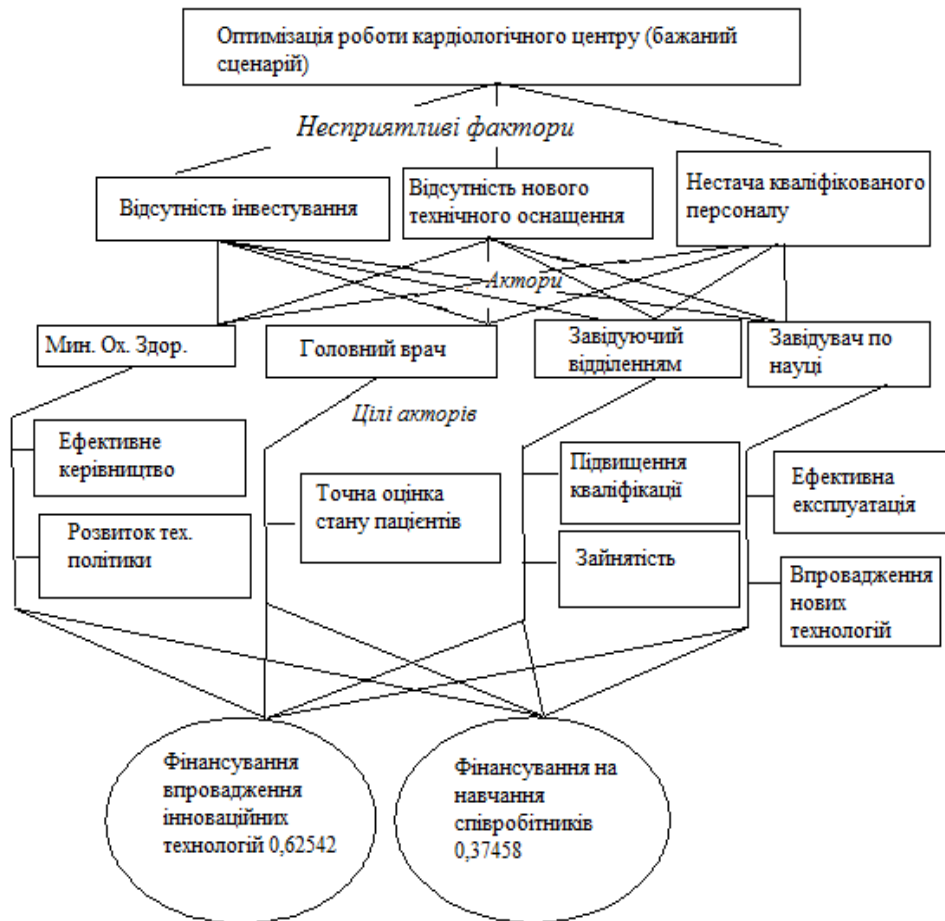 Оптимізація роботи кардіологічного центру (бажаний
сценарій)
Несприятливі фактори
Відсутність інвестування
Відсутність нового
технічного оснащення
Нестача кваліфікованого
персоналу
Актори
Мин. Ох. Здор.
Головний врач
Завідуючий
відділенням
Завідувач по
науці
Цілі акторів
Ефективне
керівництво
Розвиток тех.
політики
Точна оцінка
стану пацієнтів
Підвищення
кваліфікації
Зайнятість
Ефективна
експлуатація
Впровадження
нових
технологій
Фінансування
впровадження
інноваційних
технологій 0,62542
Фінансування на
навчання
співробітників
0,37458